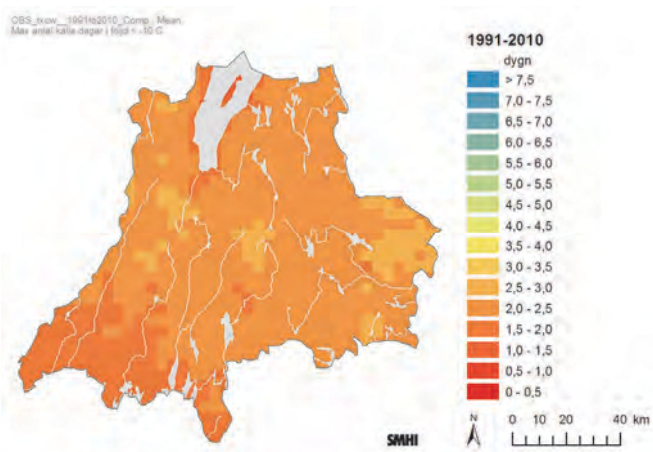 OBS_txow__1991to2010_Comp_ Mean,
Max antal kalla dagar i följd < -10 C
1991-2010
dygn
> 7,5
7,0 - 7,5
6,5 - 7,0
6,0 - 6,5
5,5 - 6,0
5,0 - 5,5
4,5 - 5,0
4,0 - 4,5
3,5 - 4,0
3,0 - 3,5
2,5 - 3,0
2,0 - 2,5
1,5 - 2,0
1,0 - 1,5
0,5 - 1,0
0 - 0,5
N
0 10 20 40 km
SMHI